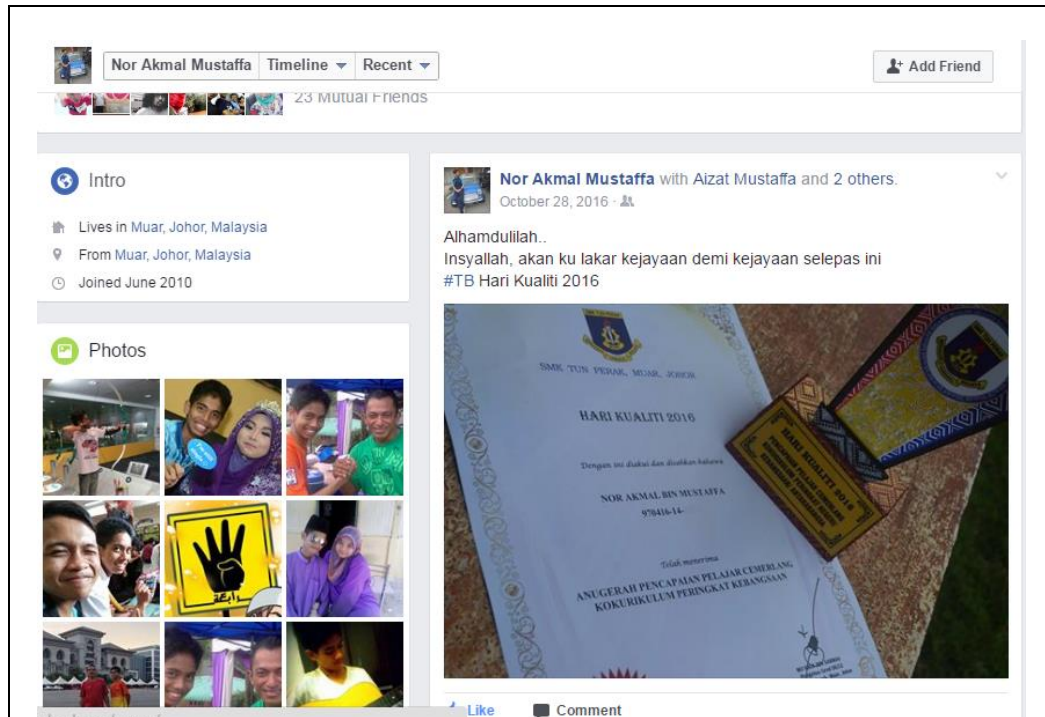 Nor Akmal Mustaffa Timeline Recent
Add Friend
23 Mutual Friends
Intro
Lives in Muar, Johor, Malaysia
From Muar, Johor, Malaysia
Joined June 2010
Photos
رابعة
Nor Akmal Mustaffa with Aizat Mustaffa and 2 others.
October 28, 2016
Alhamdulilah..
Insyallah, akan ku lakar kejayaan demi kejayaan selepas ini
#TB Hari Kualiti 2016
SMK TUN PERAK, MUAR, JOHOR
HARI KUALITI 2016
Dengan ini diakui dan disahkan bahawa
NOR AKMAL BIN MUSTAFFA
970416-14-
Telah menerima
ANUGERAH PENCAPAIAN PELAJAR CEMERLANG
KOKURIKULUM PERINGKAT KEBANGSAAN
HARI KUALITI 2016
Like Comment